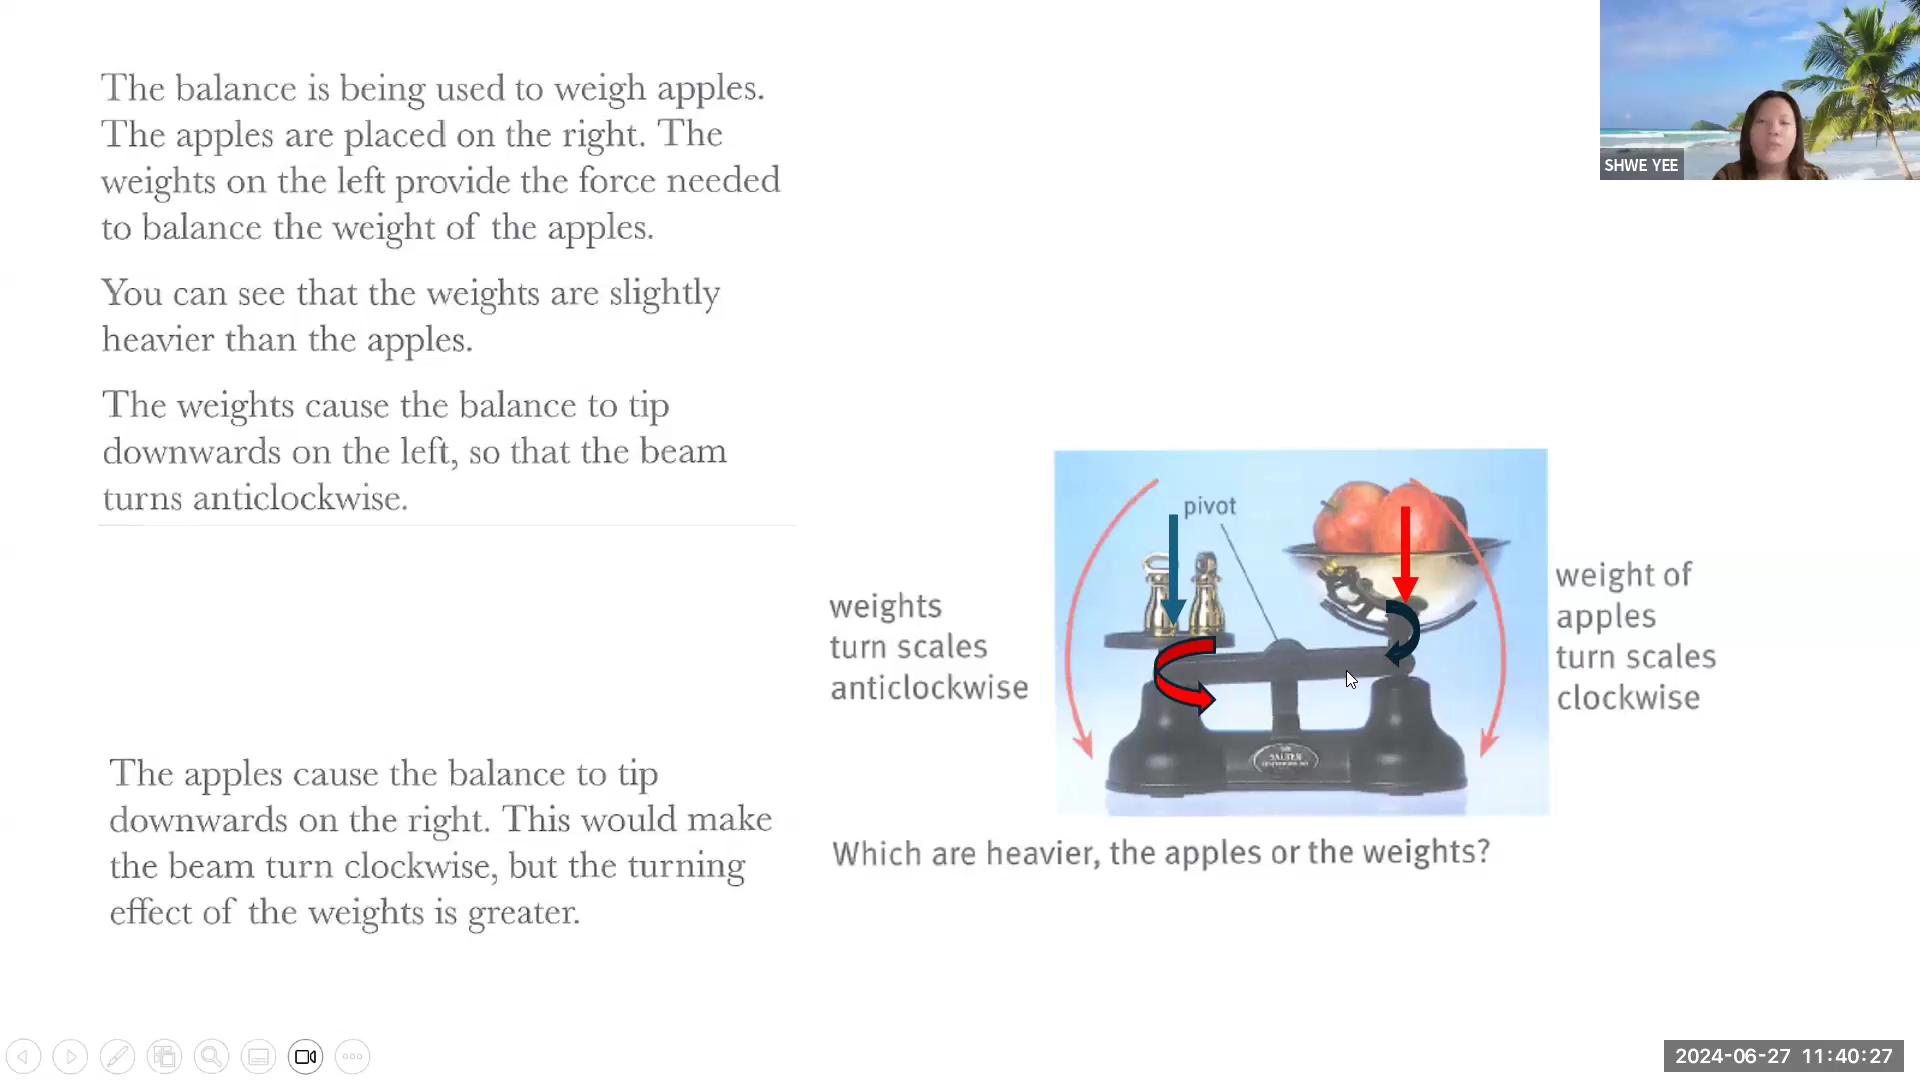 The balance is being used to weigh apples.
The apples are placed on the right. The
weights on the left provide the force needed
to balance the weight of the apples.
You can see that the weights are slightly
heavier than the apples.
The weights cause the balance to tip
downwards on the left, so that the beam
turns anticlockwise.
The apples cause the balance to tip
downwards on the right. This would make
the beam turn clockwise, but the turning
effect of the weights is greater.
weights
turn scales
anticlockwise
pivot
SALTER
weight of
apples
turn scales
clockwise
Which are heavier, the apples or the weights?
SHWE YEE
2024-06-27 11:40:27